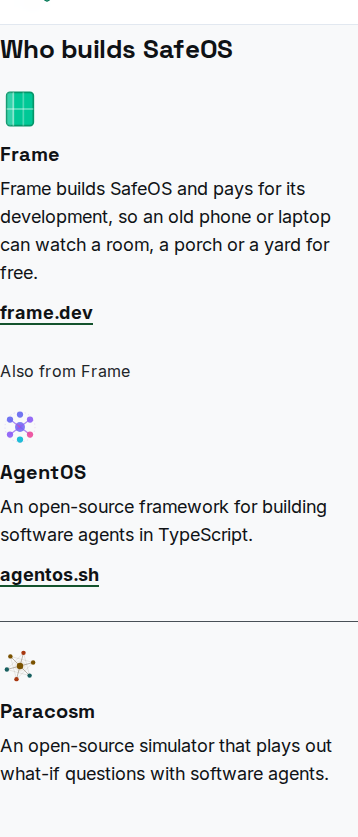 Who builds SafeOS
Frame
Frame builds SafeOS and pays for its
development, so an old phone or laptop
can watch a room, a porch or a yard for
free.
frame.dev
Also from Frame
AgentOS
An open-source framework for building
software agents in TypeScript.
agentos.sh
Paracosm
An open-source simulator that plays out
what-if questions with software agents.